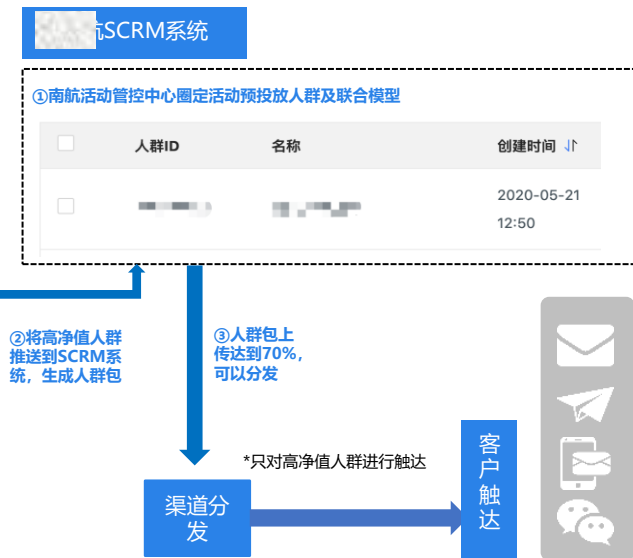 航SCRM系统
①南航活动管控中心圈定活动预投放人群及联合模型
人群ID 名称 创建时间
2020-05-21
12:50
②将高净值人群
推送到SCRM系
统，生成人群包
③人群包上
传达到70%，
可以分发
*只对高净值人群进行触达
渠道分
发
客
户
触
达